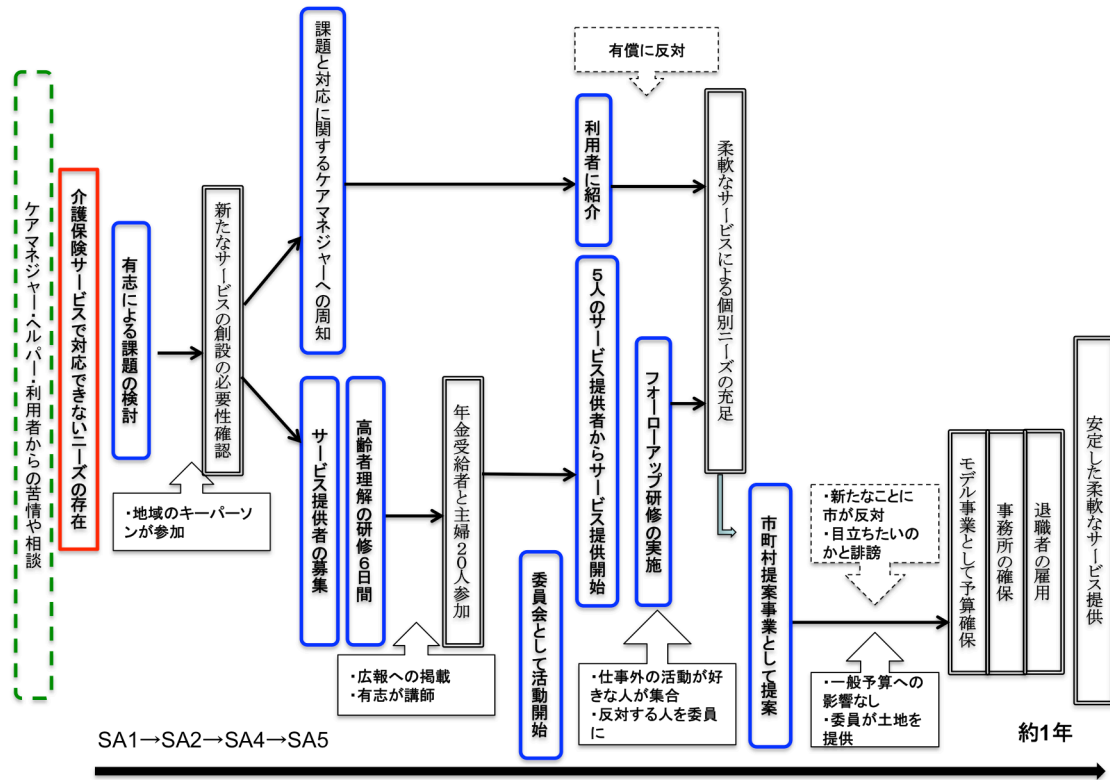 ケアマネジャー・ヘルパー・利用者からの苦情や相談
介護保険サービスで対応できないニーズの存在
有志による課題の検討
新たなサービスの創設の必要性確認
・地域のキーパーソ
ンが参加
課題と対応に関するケアマネジャーへの周知
サービス提供者の募集
高齢者理解の研修6日間
年金受給者と主婦20人参加
・広報への掲載
・有志が講師
有償に反対
利用者に紹介
5人のサービス提供者からサービス提供開始
委員会として活動開始
フォーローアップ研修の実施
・仕事外の活動が好
きな人が集合
・反対する人を委員
に
柔軟なサービスによる個別ニーズの充足
市町村提案事業として提案
・新たなことに
市が反対
・目立ちたいの
かと誹謗
・一般予算への
影響なし
・委員が土地を
提供
モデル事業として予算確保
事務所の確保
退職者の雇用
安定した柔軟なサービス提供
SA1→SA2→SA4→SA5
約1年